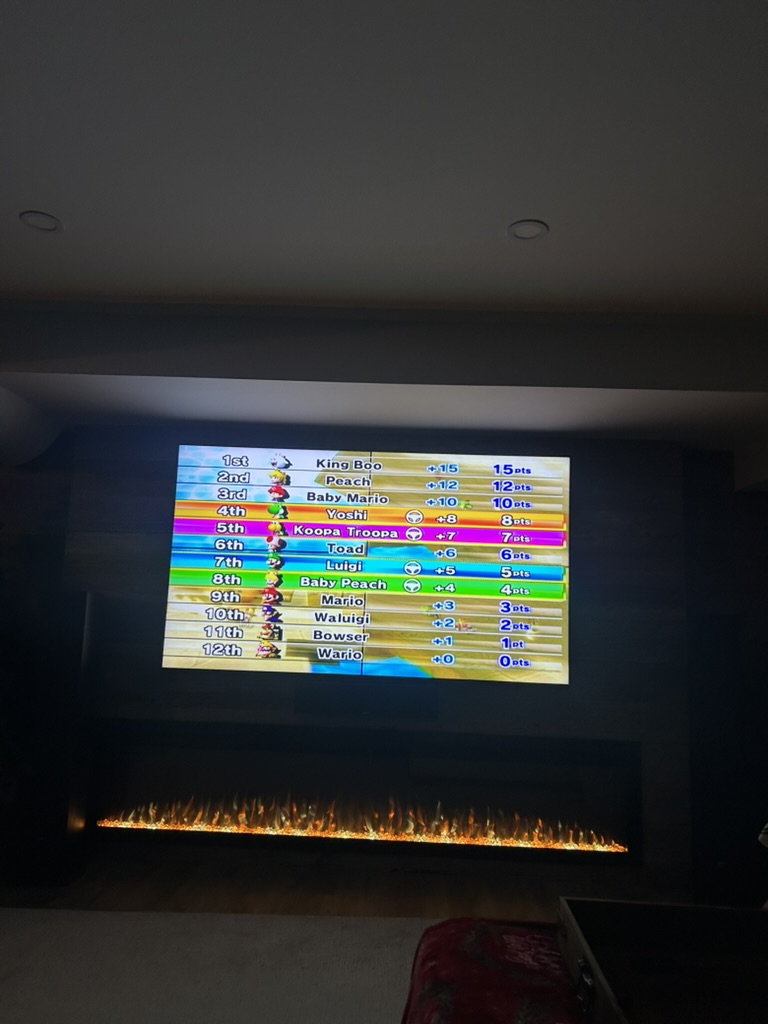 1st King Boo +15 15pts
2nd Peach +12 12pts
3rd Baby Mario +10 10pts
4th Yoshi +8 8pts
5th Koopa Troopa +7 7pts
6th Toad +6 6pts
7th Luigi +5 5pts
8th Baby Peach +4 4pts
9th Mario +3 3pts
10th Waluigi +2 2pts
11th Bowser +1 1pt
12th Wario +0 0pts